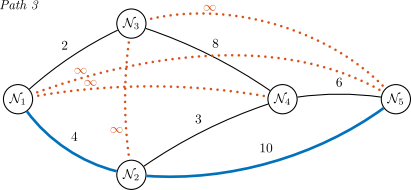 Path 3
∞
𝒩₃
2
8
∞
∞
6
𝒩₁
𝒩₄
𝒩₅
3
∞
4
10
𝒩₂